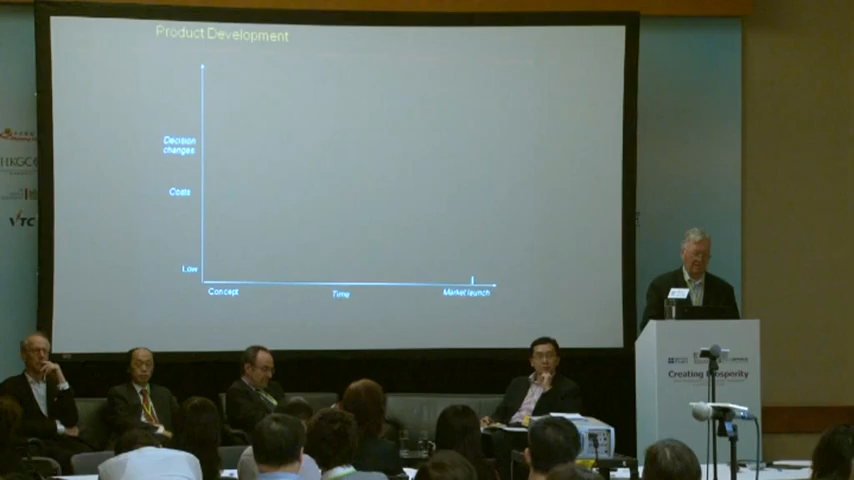 Product Development
Decision
changes
Costs
Low
Concept
Time
Market launch
HKGC
VTC
Creating Prosperity